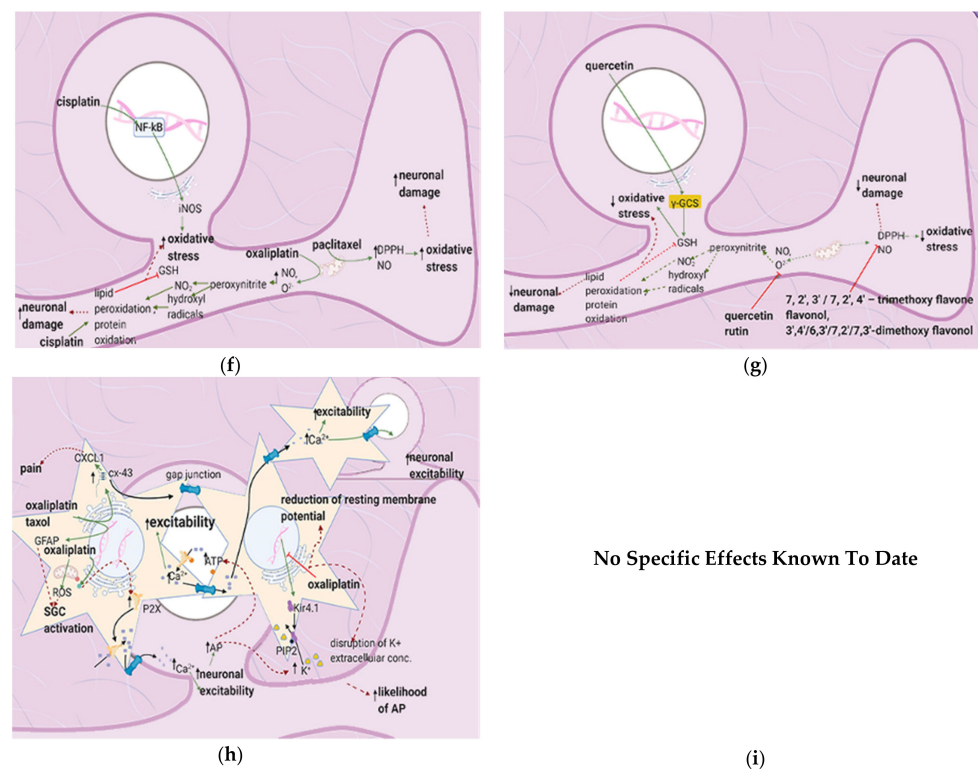 cisplatin
NF-kB
iNOS
oxidative
stress
GSH
oxaliplatin
paclitaxel
DPPH
NO
oxidative
stress
neuronal
damage
NO,
O²⁻
peroxynitrite
NO₂⁻
hydroxyl
radicals
lipid
peroxidation
protein
oxidation
neuronal
damage
cisplatin
(f)
quercetin
γ-GCS
oxidative
stress
GSH
NO₂⁻
hydroxyl
radicals
peroxynitrite
NO,
O²⁻
DPPH
NO
oxidative
stress
neuronal
damage
lipid
peroxidation
protein
oxidation
neuronal
damage
quercetin
rutin
7, 2', 3' / 7, 2', 4' – trimethoxy flavone
flavonol,
3',4'/6,3'/7,2'/7,3'-dimethoxy flavonol
(g)
CXCL1
cx-43
pain
oxaliplatin
taxol
GFAP
oxaliplatin
ROS
SGC
activation
P2X
gap junction
excitability
Ca²⁺
ATP
Ca²⁺
neuronal
excitability
AP
excitability
Ca²⁺
neuronal
excitability
reduction of resting membrane
potential
oxaliplatin
Kir4.1
PIP2
K⁺
disruption of K+
extracellular conc.
likelihood
of AP
(h)
No Specific Effects Known To Date
(i)